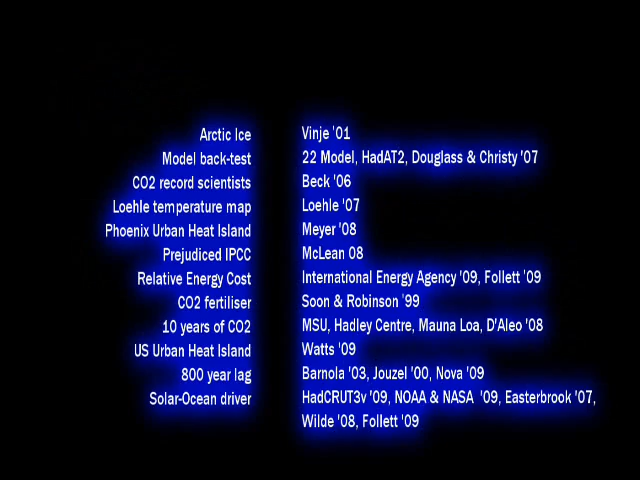 Arctic Ice Vinje '01
Model back-test 22 Model, HadAT2, Douglass & Christy '07
CO2 record scientists Beck '06
Loehle temperature map Loehle '07
Phoenix Urban Heat Island Meyer '08
Prejudiced IPCC McLean 08
Relative Energy Cost International Energy Agency '09, Follett '09
CO2 fertiliser Soon & Robinson '99
10 years of CO2 MSU, Hadley Centre, Mauna Loa, D'Aleo '08
US Urban Heat Island Watts '09
800 year lag Barnola '03, Jouzel '00, Nova '09
Solar-Ocean driver HadCRUT3v '09, NOAA & NASA '09, Easterbrook '07,
Wilde '08, Follett '09